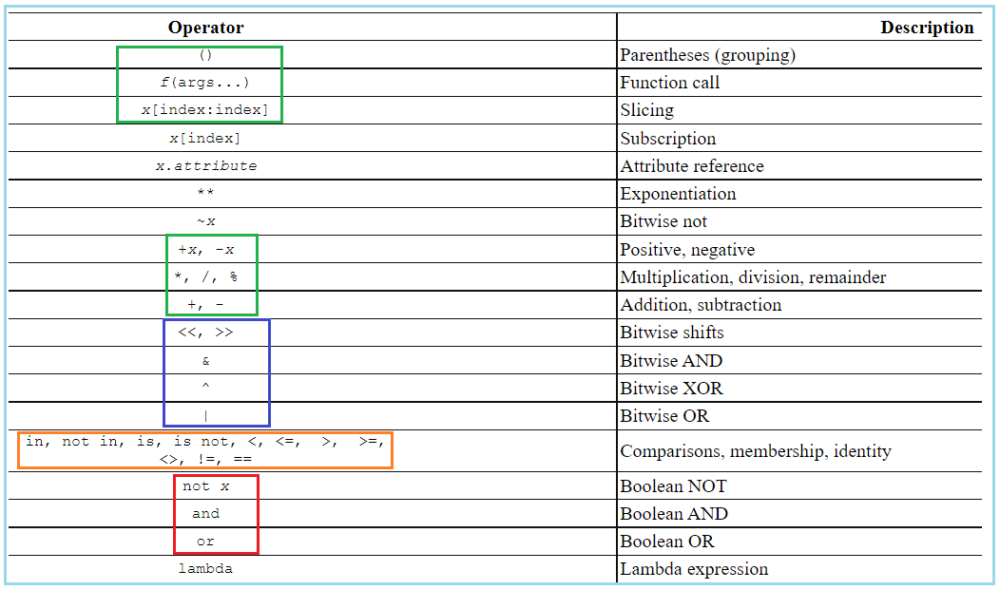 Operator Description
() Parentheses (grouping)
f(args...) Function call
x[index:index] Slicing
x[index] Subscription
x.attribute Attribute reference
** Exponentiation
~x Bitwise not
+x, -x Positive, negative
*, /, % Multiplication, division, remainder
+, - Addition, subtraction
<<, >> Bitwise shifts
& Bitwise AND
^ Bitwise XOR
| Bitwise OR
in, not in, is, is not, <, <=, >, >=,
<>, !=, == Comparisons, membership, identity
not x Boolean NOT
and Boolean AND
or Boolean OR
lambda Lambda expression